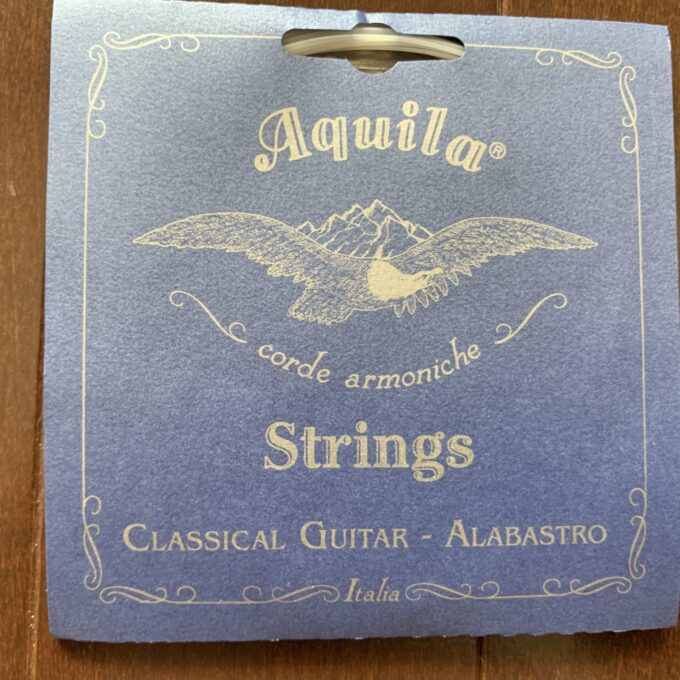 Aquila®
corde armoniche
Strings
CLASSICAL GUITAR - ALABASTRO
Italia